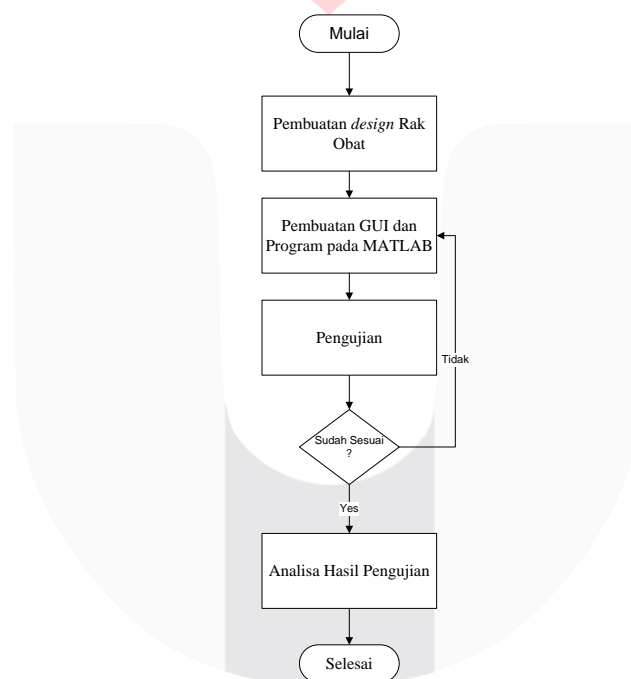 Mulai
Pembuatan design Rak
Obat
Pembuatan GUI dan
Program pada MATLAB
Pengujian
Tidak
Sudah Sesuai
?
Yes
Analisa Hasil Pengujian
Selesai